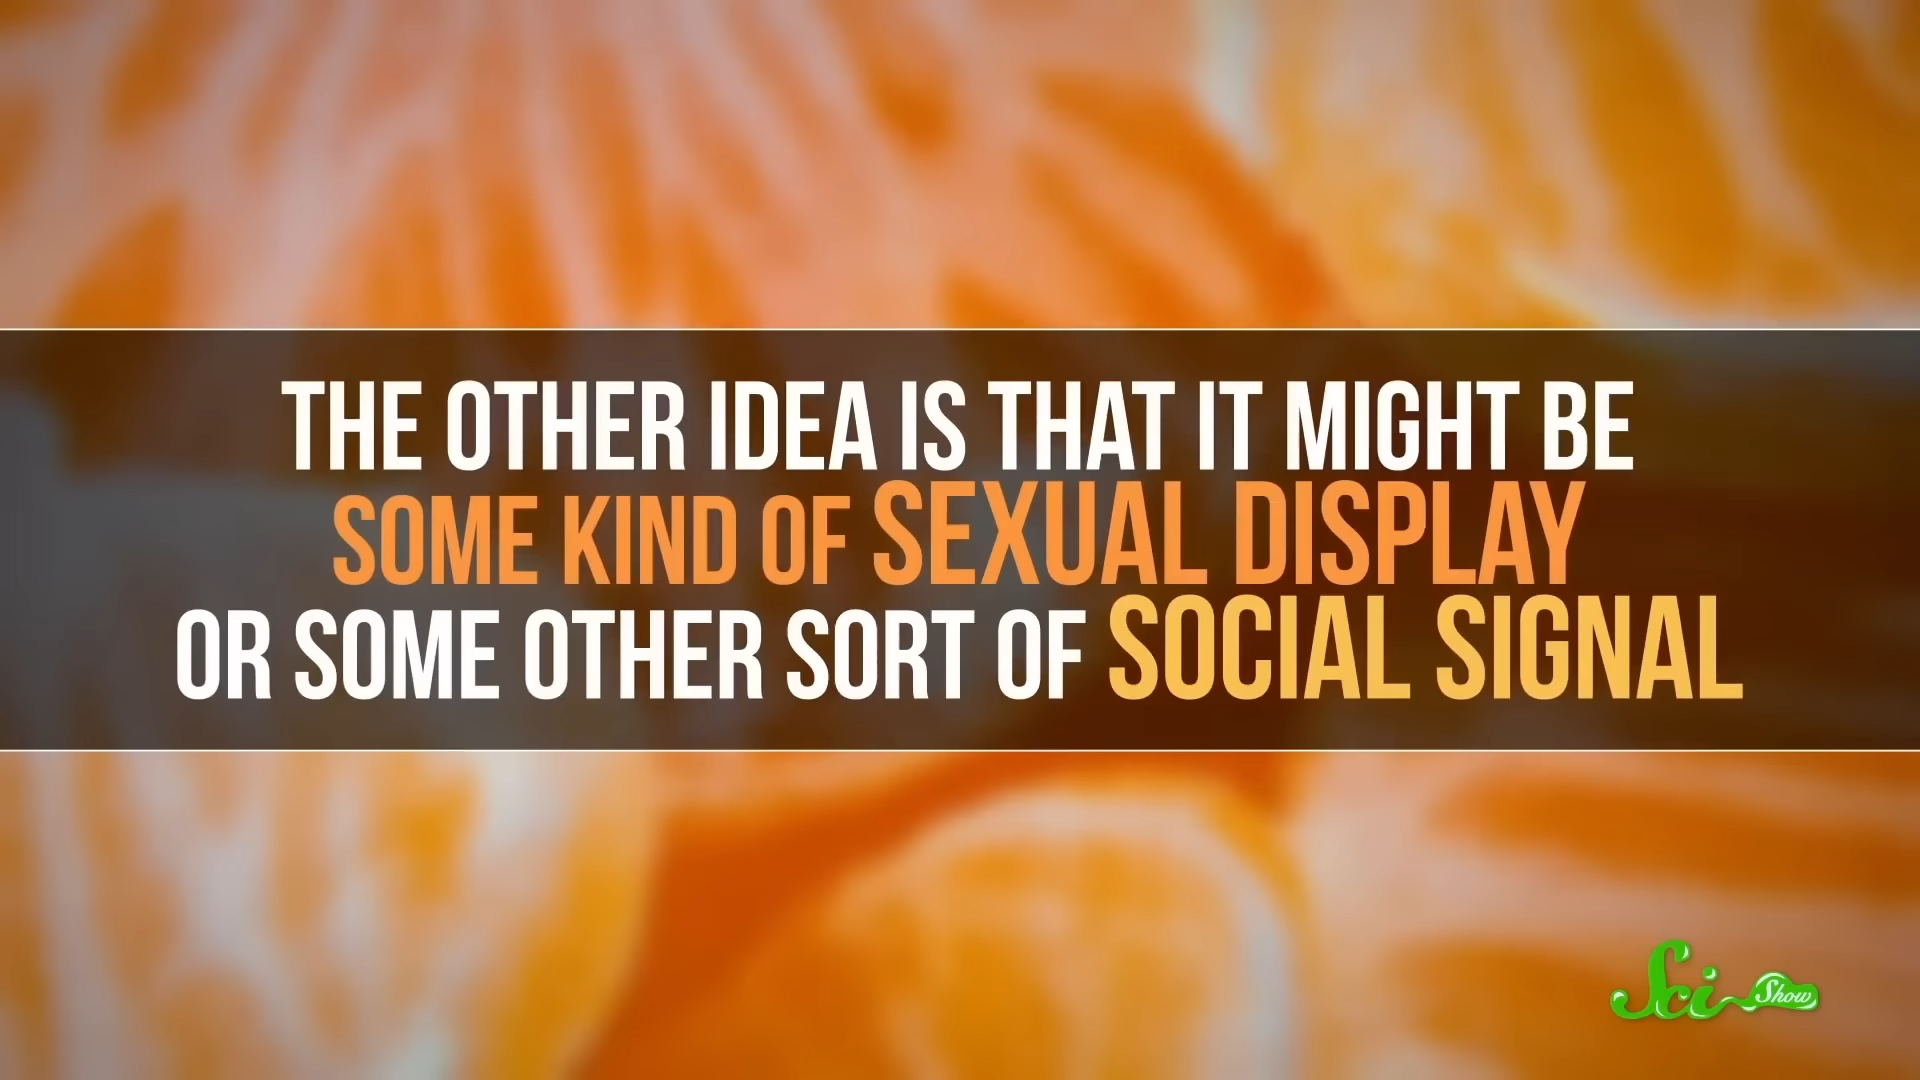 THE OTHER IDEA IS THAT IT MIGHT BE
SOME KIND OF SEXUAL DISPLAY
OR SOME OTHER SORT OF SOCIAL SIGNAL
Sci Show